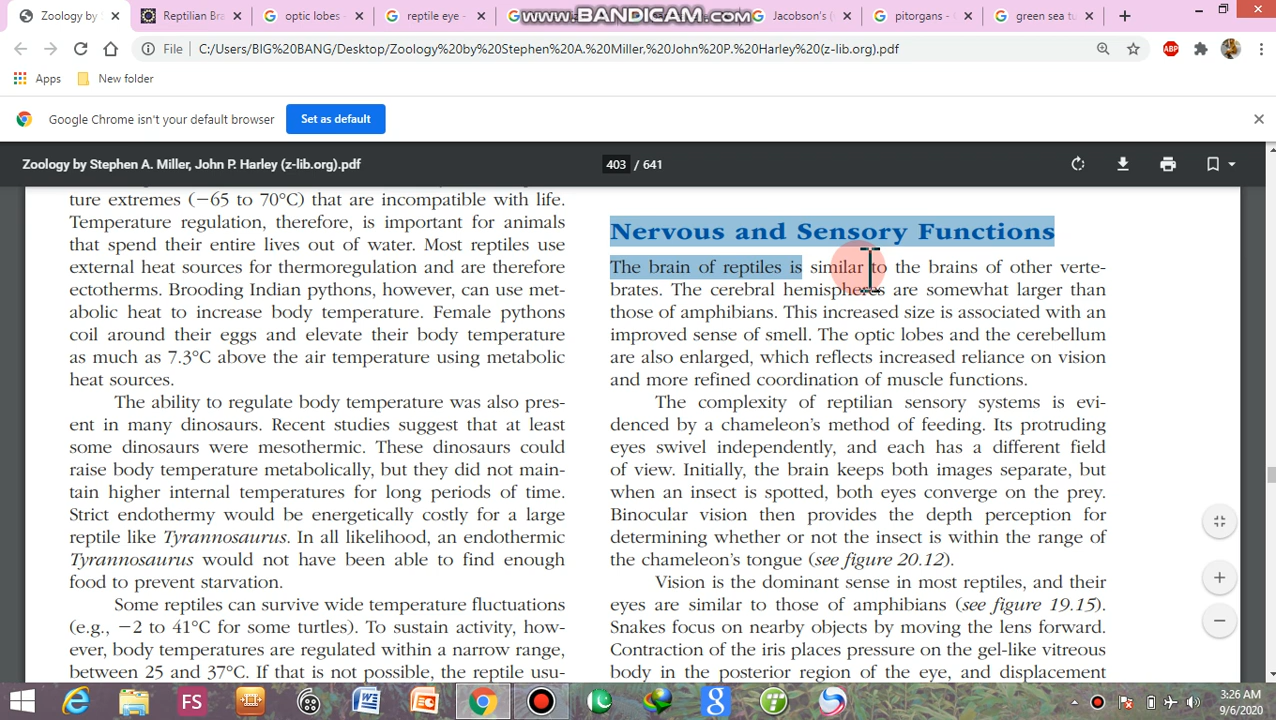 Zoology by
Reptilian Bra
optic lobes -
reptile eye -
www.BANDICAM.com
Jacobson's (
pitorgans -
green sea tu
File
C:/Users/BIG%20BANG/Desktop/Zoology%20by%20Stephen%20A.%20Miller,%20John%20P.%20Harley%20(z-lib.org).pdf
ABP
Apps
New folder
Google Chrome isn't your default browser
Set as default
Zoology by Stephen A. Miller, John P. Harley (z-lib.org).pdf
403 / 641
ture extremes (−65 to 70°C) that are incompatible with life.
Temperature regulation, therefore, is important for animals
that spend their entire lives out of water. Most reptiles use
external heat sources for thermoregulation and are therefore
ectotherms. Brooding Indian pythons, however, can use met-
abolic heat to increase body temperature. Female pythons
coil around their eggs and elevate their body temperature
as much as 7.3°C above the air temperature using metabolic
heat sources.
The ability to regulate body temperature was also pres-
ent in many dinosaurs. Recent studies suggest that at least
some dinosaurs were mesothermic. These dinosaurs could
raise body temperature metabolically, but they did not main-
tain higher internal temperatures for long periods of time.
Strict endothermy would be energetically costly for a large
reptile like Tyrannosaurus. In all likelihood, an endothermic
Tyrannosaurus would not have been able to find enough
food to prevent starvation.
Some reptiles can survive wide temperature fluctuations
(e.g., −2 to 41°C for some turtles). To sustain activity, how-
ever, body temperatures are regulated within a narrow range,
between 25 and 37°C. If that is not possible, the reptile usu-
Nervous and Sensory Functions
The brain of reptiles is similar to the brains of other verte-
brates. The cerebral hemispheres are somewhat larger than
those of amphibians. This increased size is associated with an
improved sense of smell. The optic lobes and the cerebellum
are also enlarged, which reflects increased reliance on vision
and more refined coordination of muscle functions.
The complexity of reptilian sensory systems is evi-
denced by a chameleon's method of feeding. Its protruding
eyes swivel independently, and each has a different field
of view. Initially, the brain keeps both images separate, but
when an insect is spotted, both eyes converge on the prey.
Binocular vision then provides the depth perception for
determining whether or not the insect is within the range of
the chameleon's tongue (see figure 20.12).
Vision is the dominant sense in most reptiles, and their
eyes are similar to those of amphibians (see figure 19.15).
Snakes focus on nearby objects by moving the lens forward.
Contraction of the iris places pressure on the gel-like vitreous
body in the posterior region of the eye, and displacement
FS
3:26 AM
9/6/2020